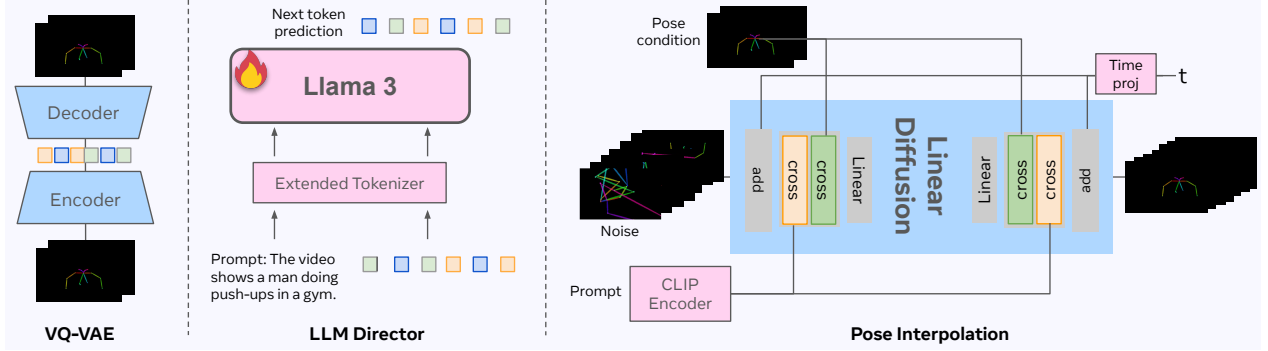 Decoder
Encoder
VQ-VAE
Next token
prediction
Llama 3
Extended Tokenizer
Prompt: The video
shows a man doing
push-ups in a gym.
LLM Director
Pose
condition
Time
proj
t
Noise
add
cross
cross
Linear
Linear
Diffusion
Linear
cross
cross
add
Prompt
CLIP
Encoder
Pose Interpolation